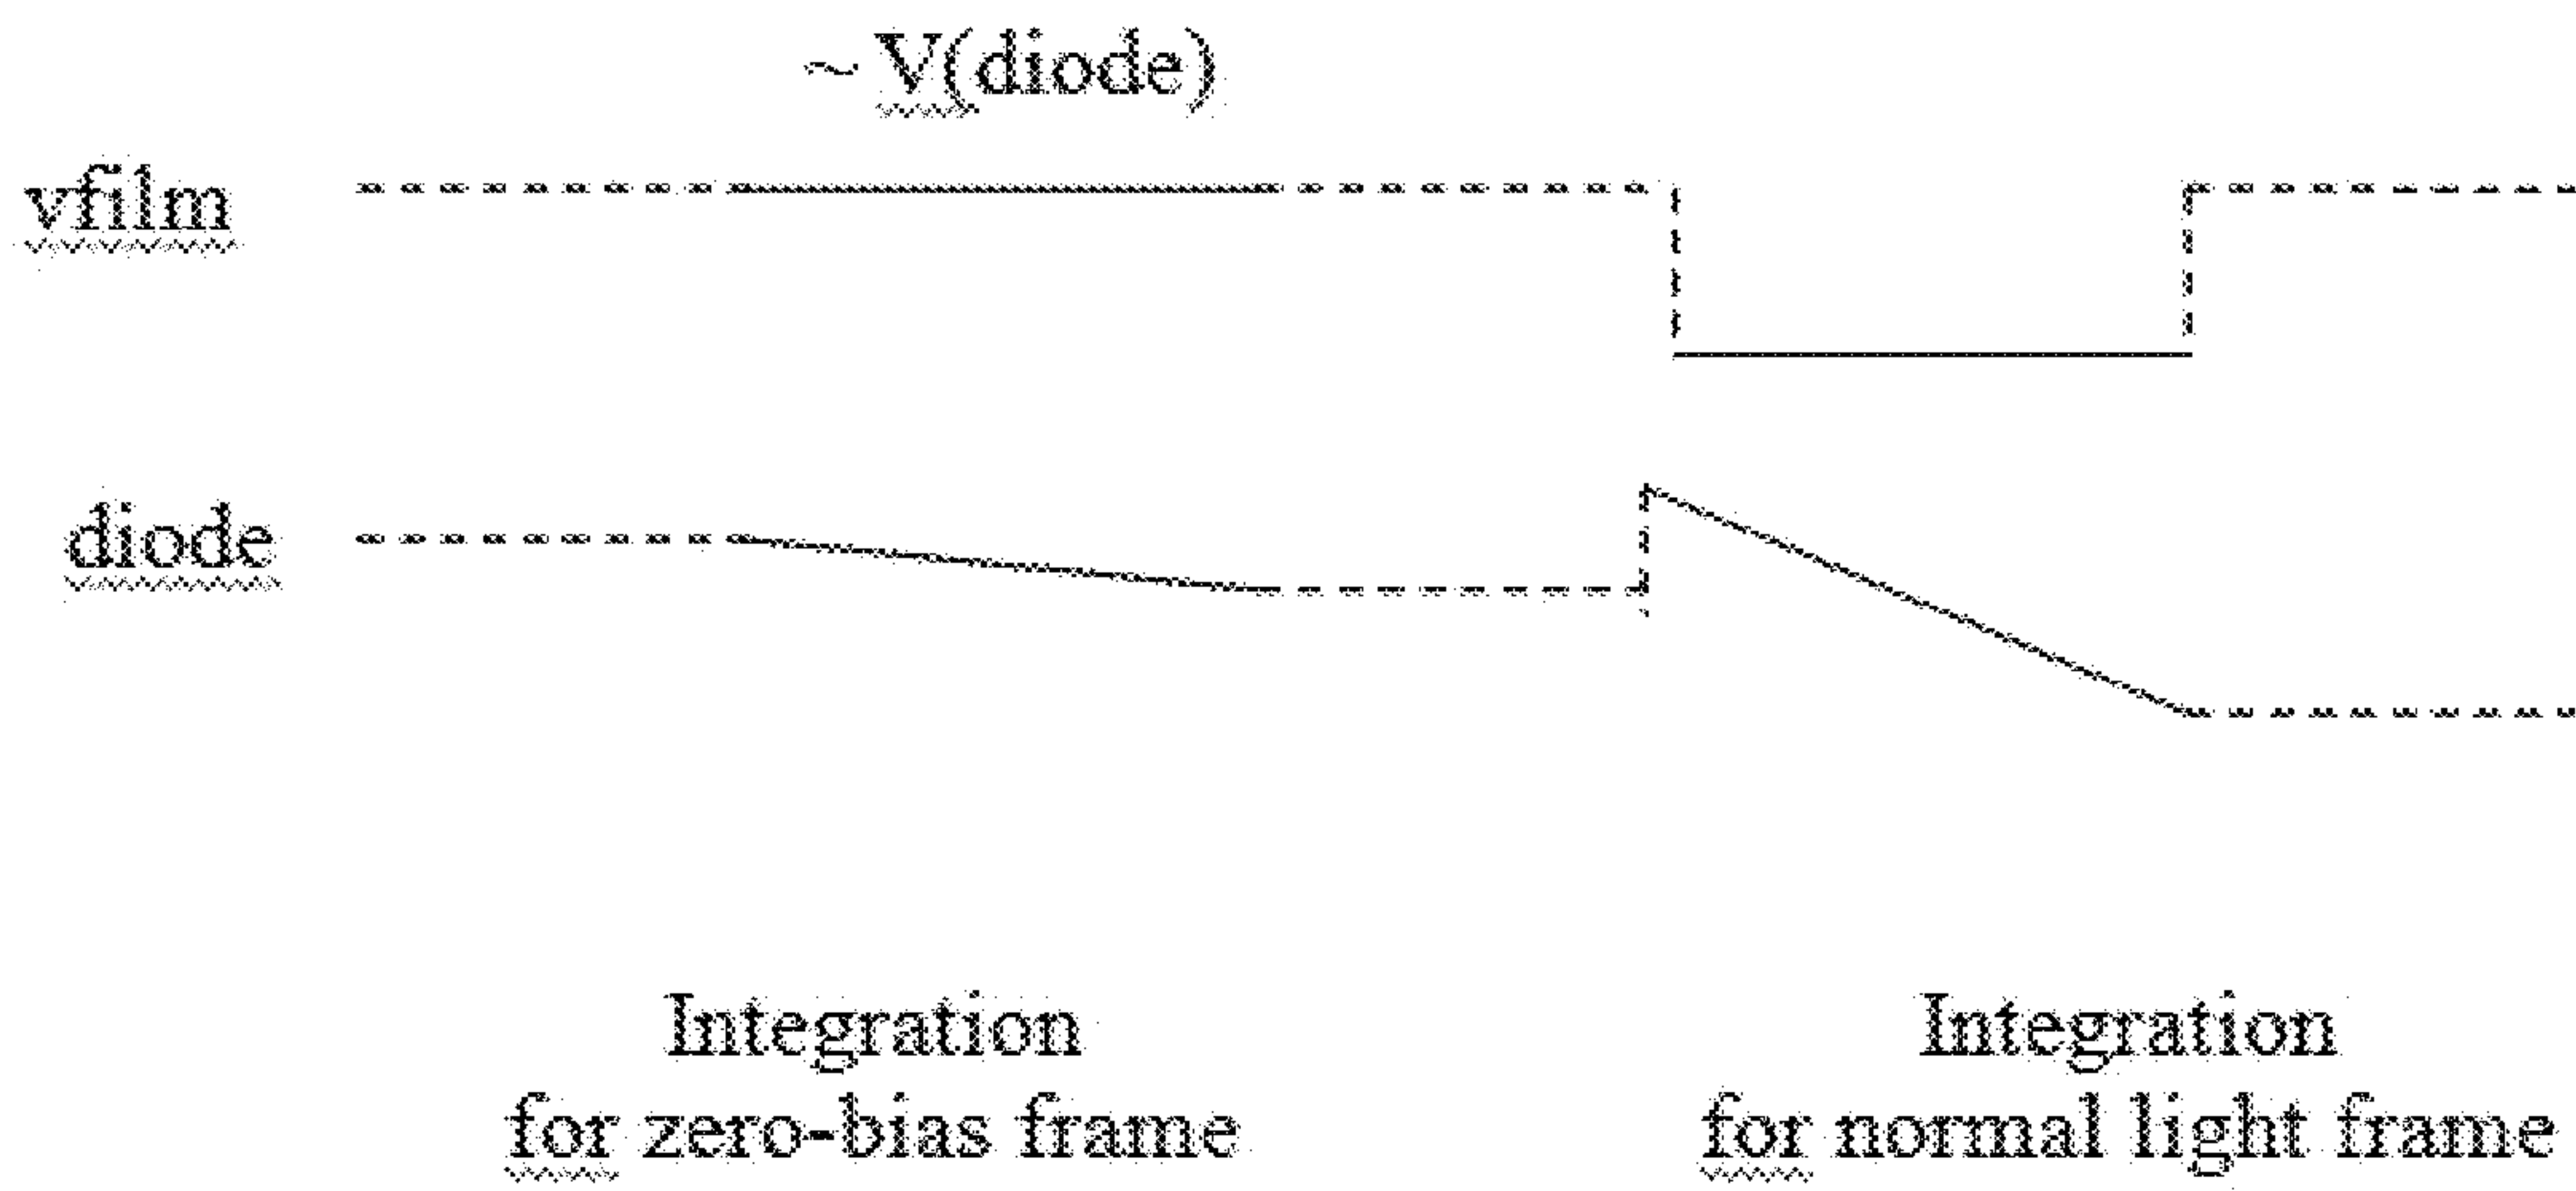 ~ V(diode)
vfilm
diode
Integration
for zero-bias frame
Integration
for normal light frame